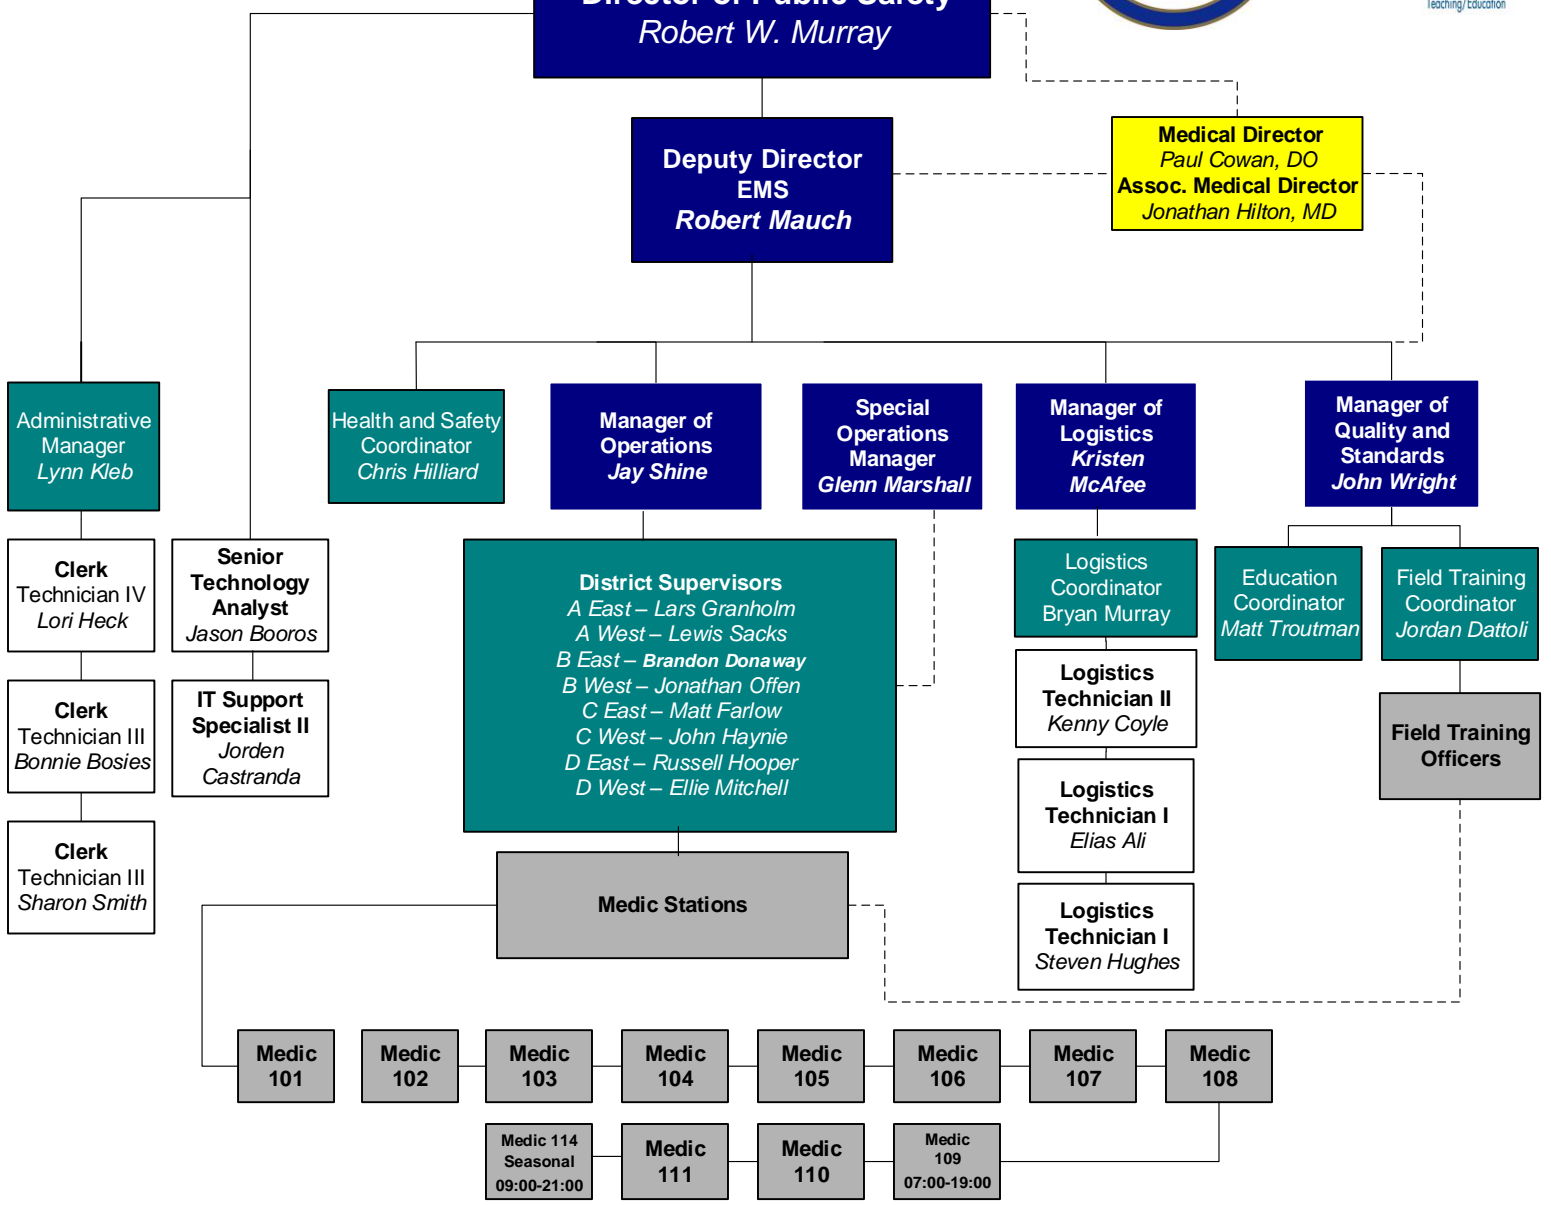 Director of Public Safety
Robert W. Murray
Teaching/Education
Deputy Director
EMS
Robert Mauch
Medical Director
Paul Cowan, DO
Assoc. Medical Director
Jonathan Hilton, MD
Administrative
Manager
Lynn Kleb
Health and Safety
Coordinator
Chris Hilliard
Manager of
Operations
Jay Shine
Special
Operations
Manager
Glenn Marshall
Manager of
Logistics
Kristen
McAfee
Manager of
Quality and
Standards
John Wright
Clerk
Technician IV
Lori Heck
Senior
Technology
Analyst
Jason Booros
District Supervisors
A East – Lars Granholm
A West – Lewis Sacks
B East – Brandon Donaway
B West – Jonathan Offen
C East – Matt Farlow
C West – John Haynie
D East – Russell Hooper
D West – Ellie Mitchell
Logistics
Coordinator
Bryan Murray
Education
Coordinator
Matt Troutman
Field Training
Coordinator
Jordan Dattoli
Clerk
Technician III
Bonnie Bosies
IT Support
Specialist II
Jorden
Castranda
Logistics
Technician II
Kenny Coyle
Field Training
Officers
Logistics
Technician I
Elias Ali
Clerk
Technician III
Sharon Smith
Medic Stations
Logistics
Technician I
Steven Hughes
Medic
101
Medic
102
Medic
103
Medic
104
Medic
105
Medic
106
Medic
107
Medic
108
Medic 114
Seasonal
09:00-21:00
Medic
111
Medic
110
Medic
109
07:00-19:00